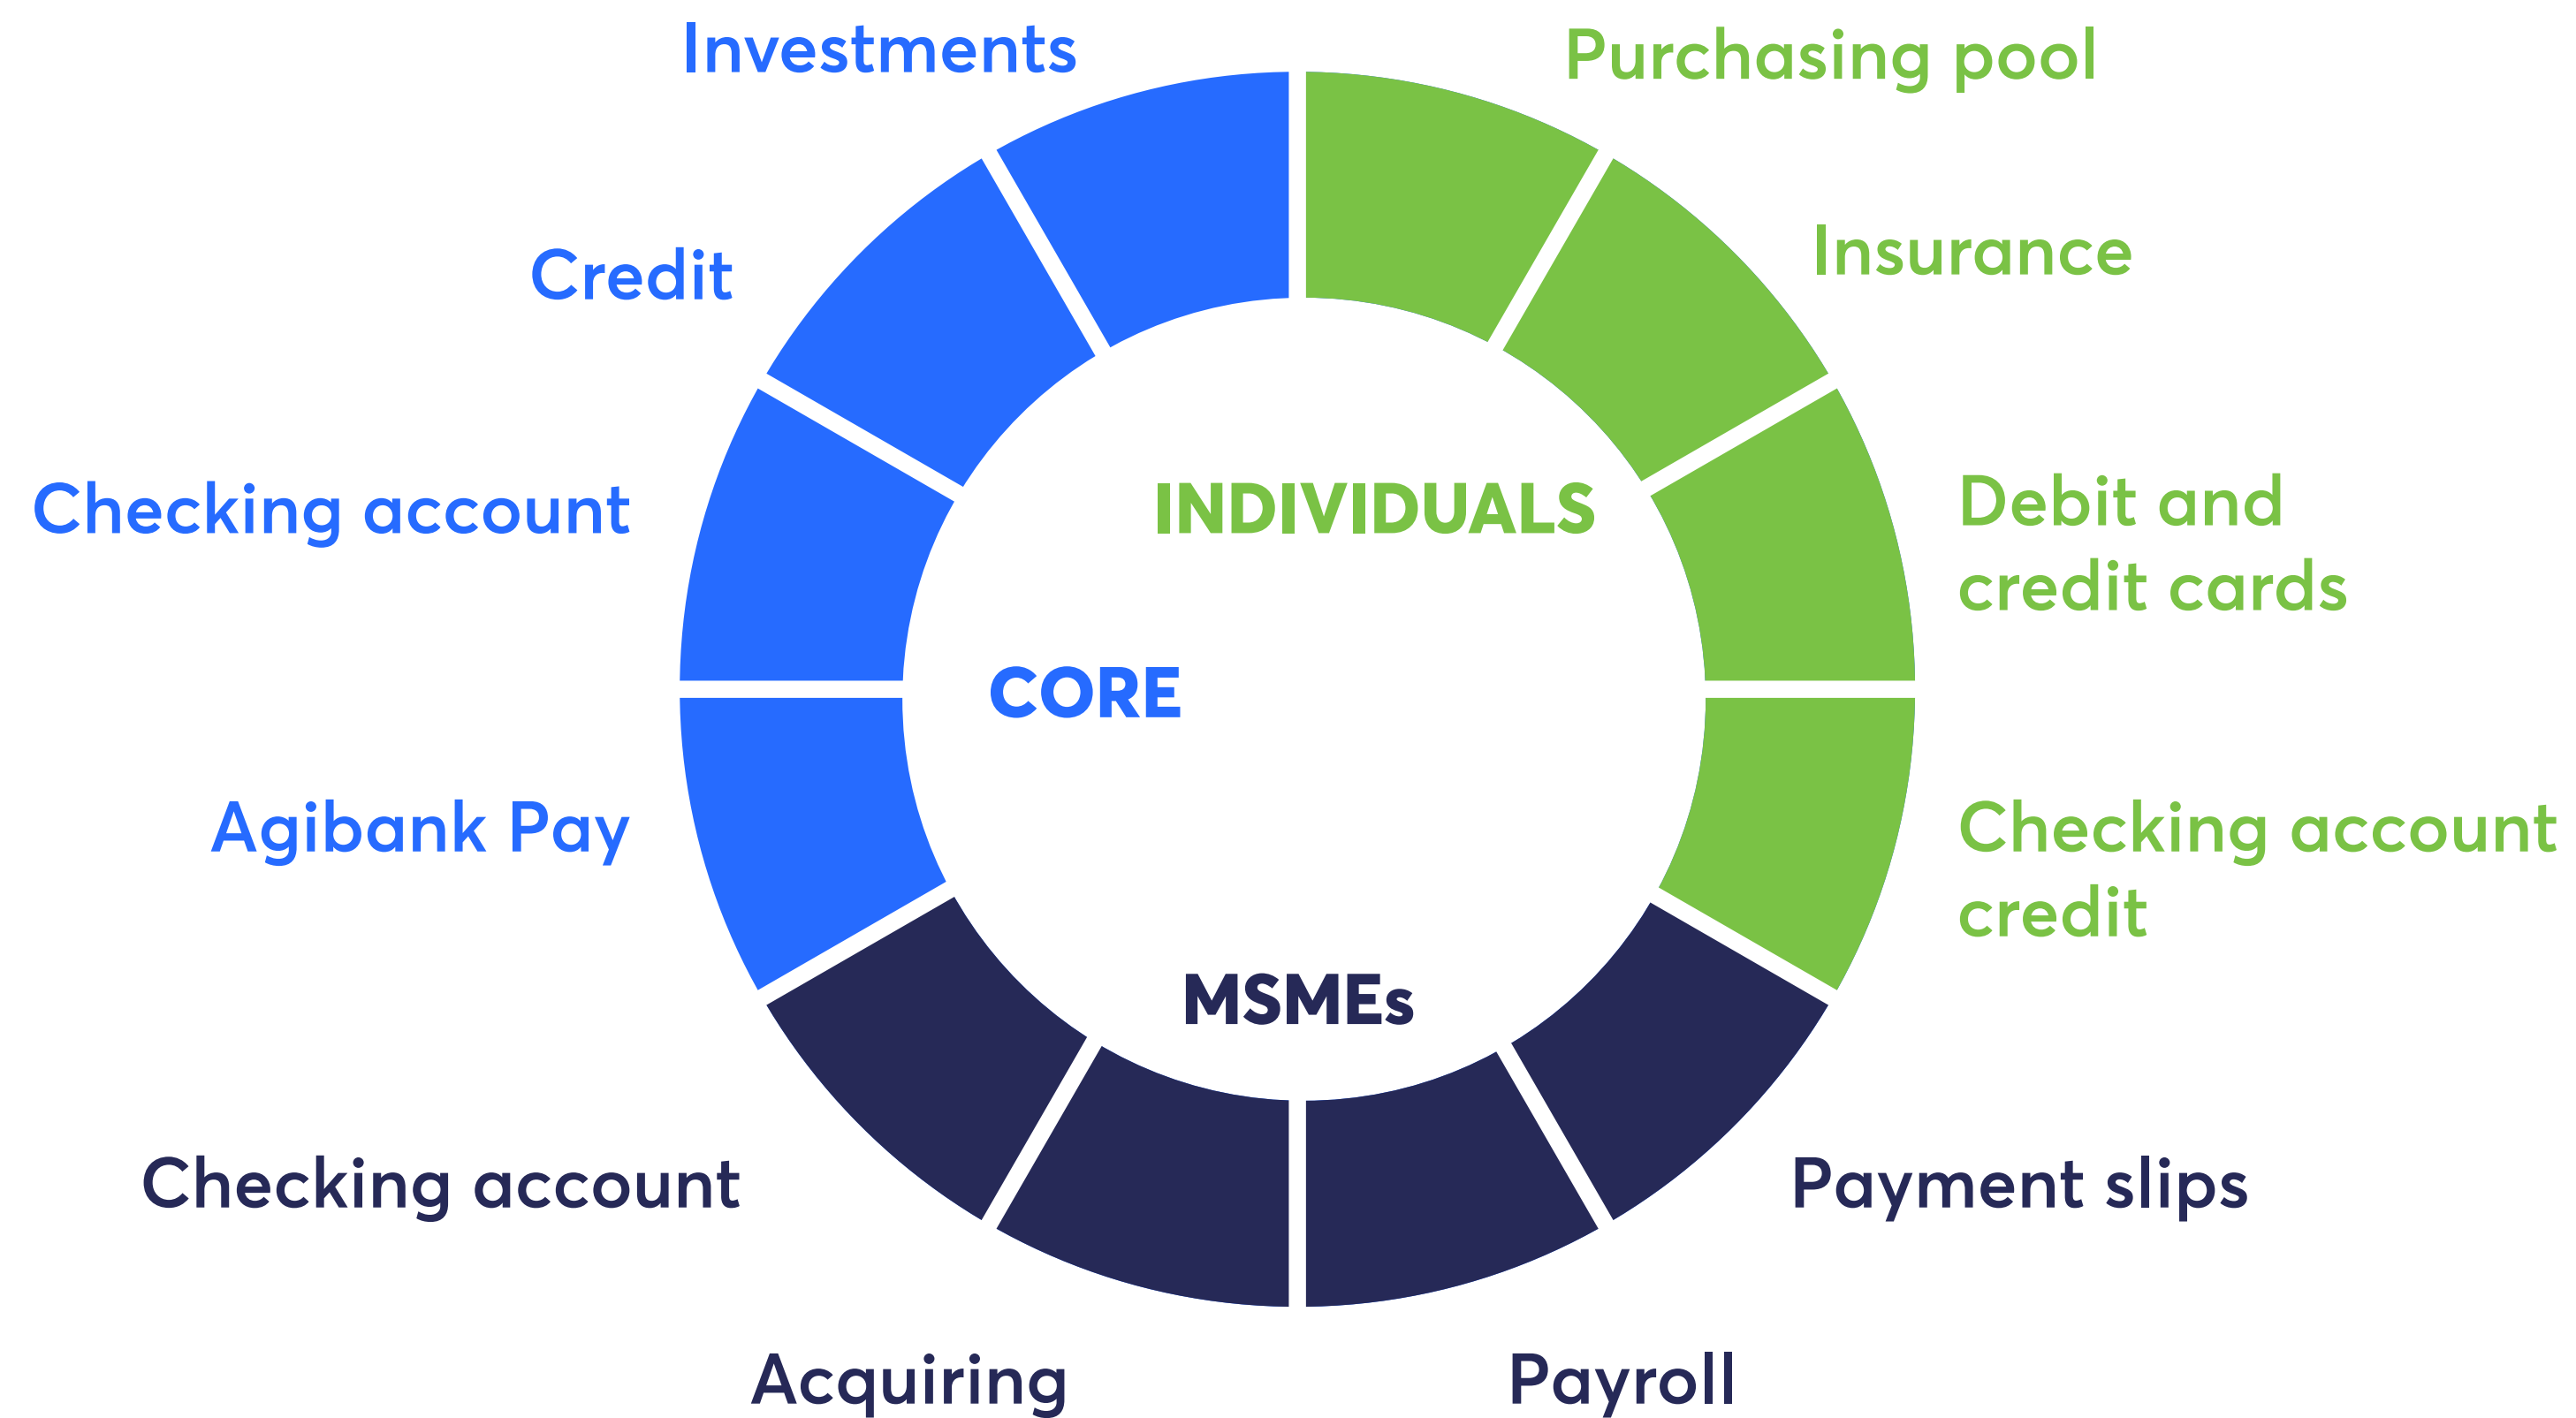 Investments
Purchasing pool
Credit
Insurance
Checking account
INDIVIDUALS
Debit and
credit cards
CORE
Agibank Pay
Checking account
credit
MSMEs
Checking account
Payment slips
Acquiring
Payroll